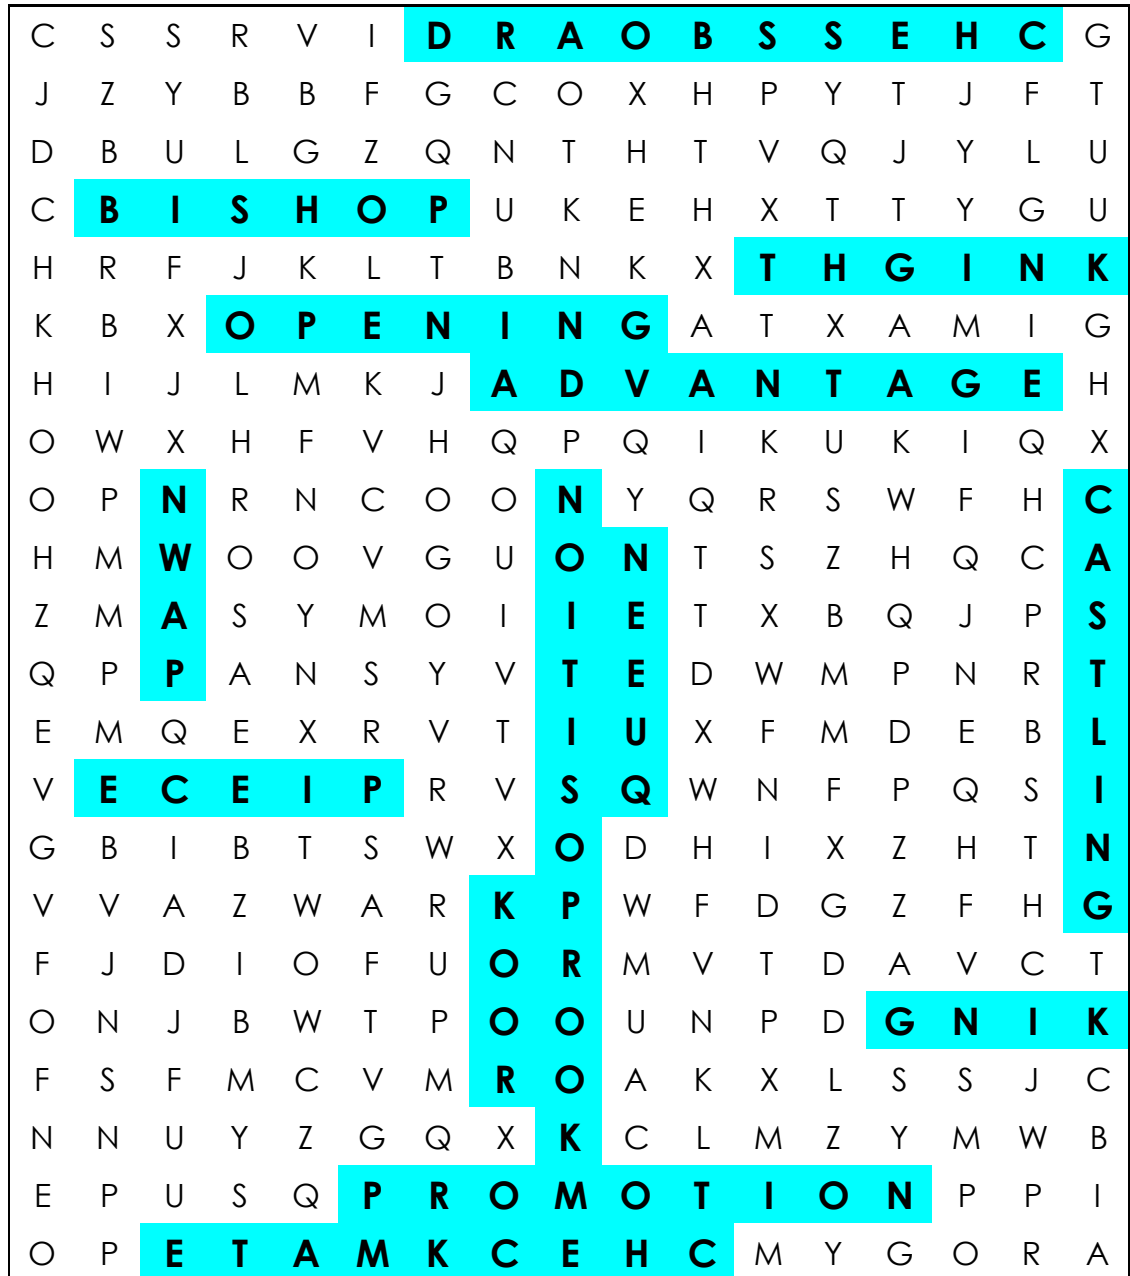 C S S R V I D R A O B S S E H C G
J Z Y B B F G C O X H P Y T J F T
D B U L G Z Q N T H T V Q J Y L U
C B I S H O P U K E H X T T Y G U
H R F J K L T B N K X T H G I N K
K B X O P E N I N G A T X A M I G
H I J L M K J A D V A N T A G E H
O W X H F V H Q P Q I K U K I Q X
O P N R N C O O N Y Q R S W F H C
H M W O O V G U O N T S Z H Q C A
Z M A S Y M O I I E T X B Q J P S
Q P P A N S Y V T E D W M P N R T
E M Q E X R V T I U X F M D E B L
V E C E I P R V S Q W N F P Q S I
G B I B T S W X O D H I X Z H T N
V V A Z W A R K P W F D G Z F H G
F J D I O F U O R M V T D A V C T
O N J B W T P O O U N P D G N I K
F S F M C V M R O A K X L S S J C
N N U Y Z G Q X K C L M Z Y M W B
E P U S Q P R O M O T I O N P P I
O P E T A M K C E H C M Y G O R A